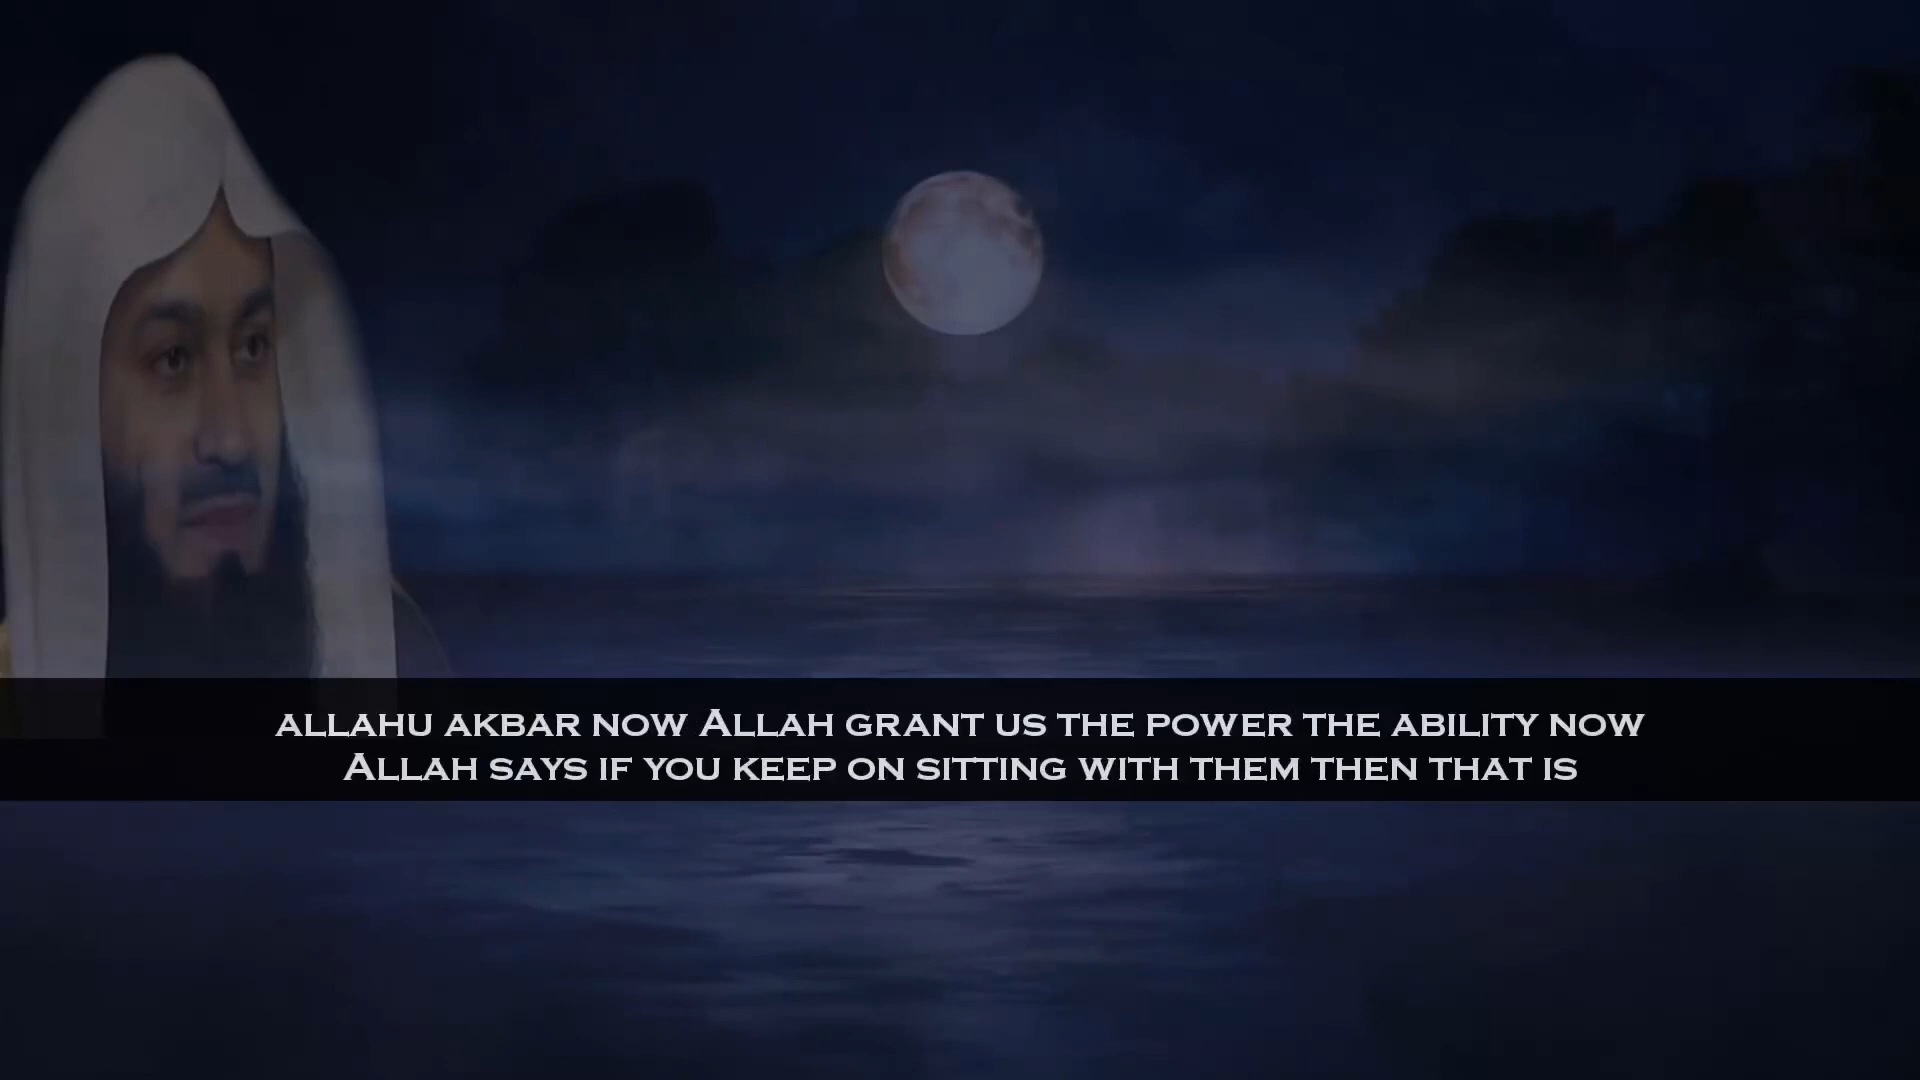 ALLAHU AKBAR NOW ALLAH GRANT US THE POWER THE ABILITY NOW
ALLAH SAYS IF YOU KEEP ON SITTING WITH THEM THEN THAT IS